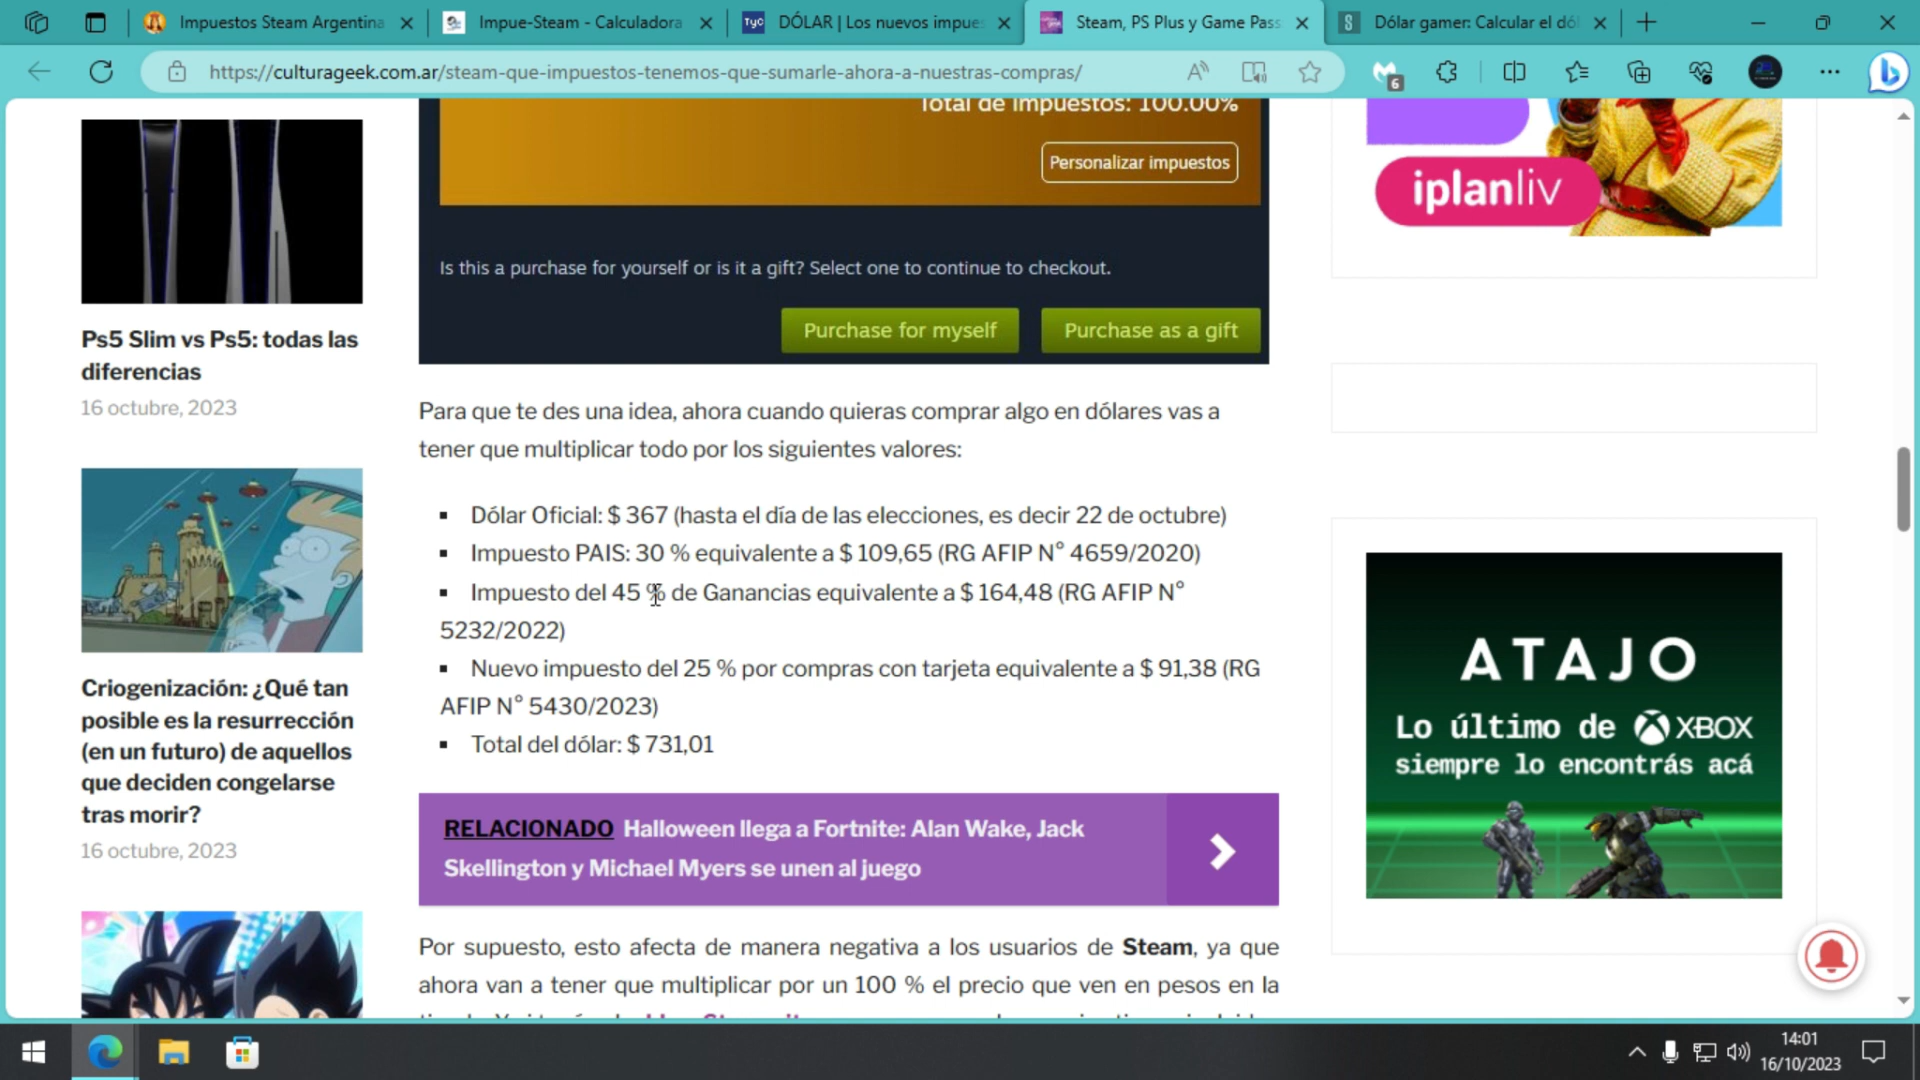 Impuestos Steam Argentina
Impue-Steam - Calculadora
TyC
DÓLAR | Los nuevos impues
Steam, PS Plus y Game Pass
Dólar gamer: Calcular el dól
https://culturageek.com.ar/steam-que-impuestos-tenemos-que-sumarle-ahora-a-nuestras-compras/
6
Total de Impuestos: 100.00%
Personalizar impuestos
Is this a purchase for yourself or is it a gift? Select one to continue to checkout.
Purchase for myself
Purchase as a gift
Ps5 Slim vs Ps5: todas las
diferencias
16 octubre, 2023
Criogenización: ¿Qué tan
posible es la resurrección
(en un futuro) de aquellos
que deciden congelarse
tras morir?
16 octubre, 2023
Para que te des una idea, ahora cuando quieras comprar algo en dólares vas a
tener que multiplicar todo por los siguientes valores:
▪ Dólar Oficial: $ 367 (hasta el día de las elecciones, es decir 22 de octubre)
▪ Impuesto PAIS: 30 % equivalente a $ 109,65 (RG AFIP N° 4659/2020)
▪ Impuesto del 45 % de Ganancias equivalente a $ 164,48 (RG AFIP N°
5232/2022)
▪ Nuevo impuesto del 25 % por compras con tarjeta equivalente a $ 91,38 (RG
AFIP N° 5430/2023)
▪ Total del dólar: $ 731,01
RELACIONADO Halloween llega a Fortnite: Alan Wake, Jack
Skellington y Michael Myers se unen al juego
Por supuesto, esto afecta de manera negativa a los usuarios de Steam, ya que
ahora van a tener que multiplicar por un 100 % el precio que ven en pesos en la
iplanliv
ATAJO
Lo último de XBOX
siempre lo encontrás acá
14:01
16/10/2023